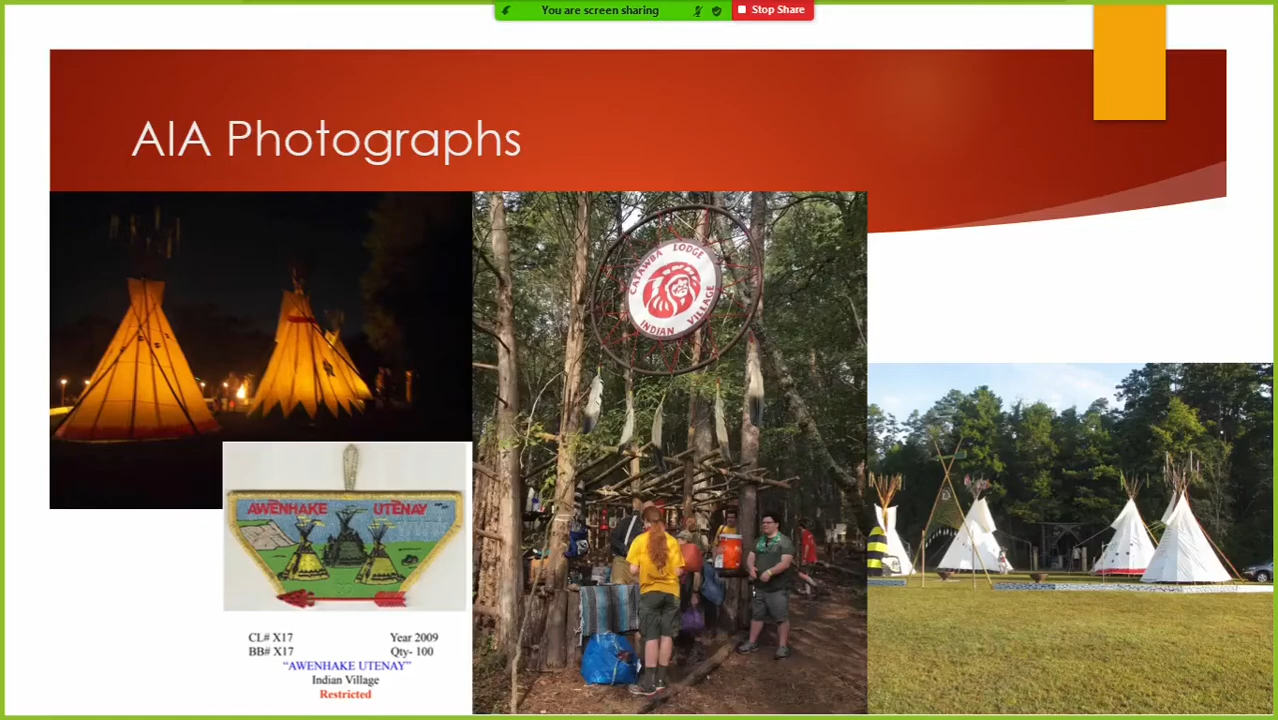 You are screen sharing
Stop Share
AIA Photographs
CATAWBA LODGE
INDIAN VILLAGE
AWENHAKE UTENAY
CL# X17 Year 2009
BB# X17 Qty- 100
“AWENHAKE UTENAY”
Indian Village
Restricted